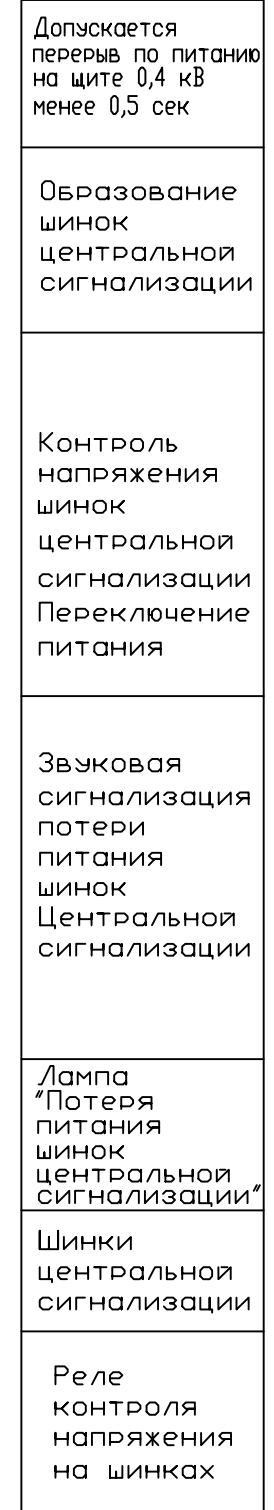 Допускается
перерыв по питанию
на щите 0,4 кВ
менее 0,5 сек
Образование
шинок
центральной
сигнализации
Контроль
напряжения
шинок
центральной
сигнализации
Переключение
питания
Звуковая
сигнализация
потери
питания
шинок
Центральной
сигнализации
Лампа
"Потеря
питания
шинок
центральной
сигнализации"
Шинки
центральной
сигнализации
Реле
контроля
напряжения
на шинках